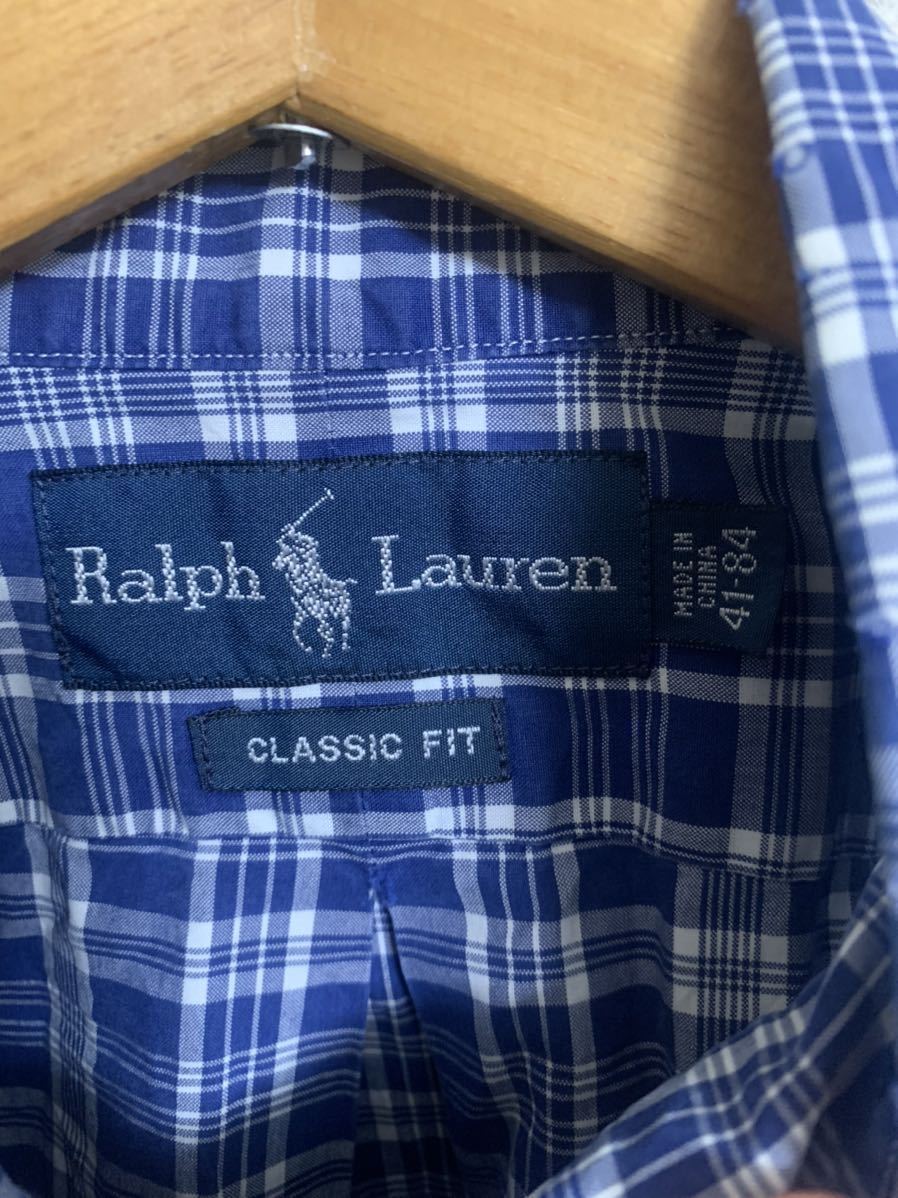 Ralph Lauren
MADE IN
CHINA
41-84
CLASSIC FIT